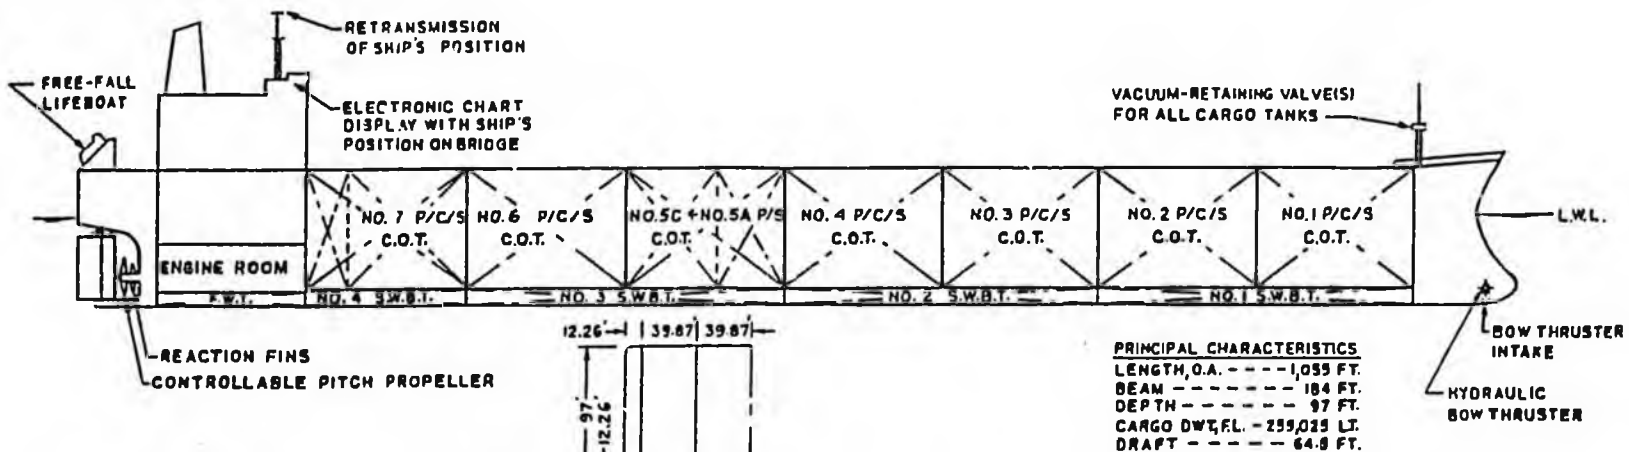 RETRANSMISSION
OF SHIP'S POSITION
FREE-FALL
LIFEBOAT
ELECTRONIC CHART
DISPLAY WITH SHIP'S
POSITION ON BRIDGE
VACUUM-RETAINING VALVE(S)
FOR ALL CARGO TANKS
NO. 7 P/C/S
C.O.T.
NO. 6 P/C/S
C.O.T.
NO.5C + NO.5A P/S
C.O.T.
NO. 4 P/C/S
C.O.T.
NO. 3 P/C/S
C.O.T.
NO. 2 P/C/S
C.O.T.
NO. 1 P/C/S
C.O.T.
L.W.L.
ENGINE ROOM
F.W.T.
NO. 4 S.W.B.T.
NO. 3 S.W.B.T.
NO. 2 S.W.B.T.
NO. 1 S.W.B.T.
12.26' 39.87' 39.87'
97'
12.26'
REACTION FINS
CONTROLLABLE PITCH PROPELLER
BOW THRUSTER
INTAKE
HYDRAULIC
BOW THRUSTER
PRINCIPAL CHARACTERISTICS
LENGTH, O.A. - - - - 1,055 FT.
BEAM - - - - - - - 184 FT.
DEPTH - - - - - - 97 FT.
CARGO DWT, F.L. - LT.
DRAFT - - - - - - FT.